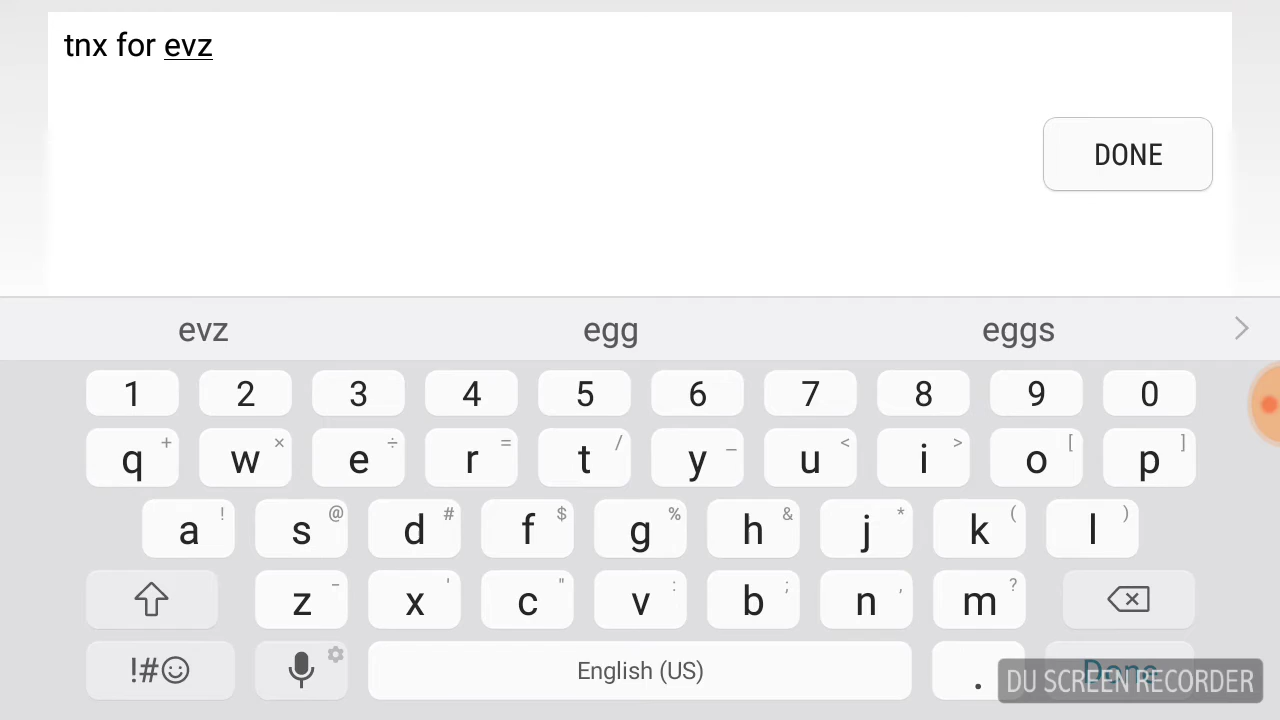 tnx for evz
DONE
evz egg eggs
1 2 3 4 5 6 7 8 9 0
q + w × e ÷ r = t / y _ u < i > o [ p ]
a ! s @ d # f $ g % h & j * k ( l )
z - x ' c " v : b ; n , m ?
!#☺ English (US) . Done
DU SCREEN RECORDER